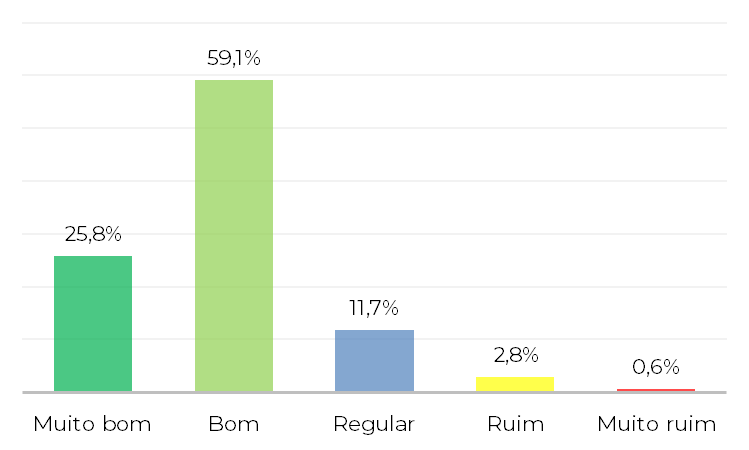 59,1%
25,8%
11,7%
2,8%
0,6%
Muito bom
Bom
Regular
Ruim
Muito ruim